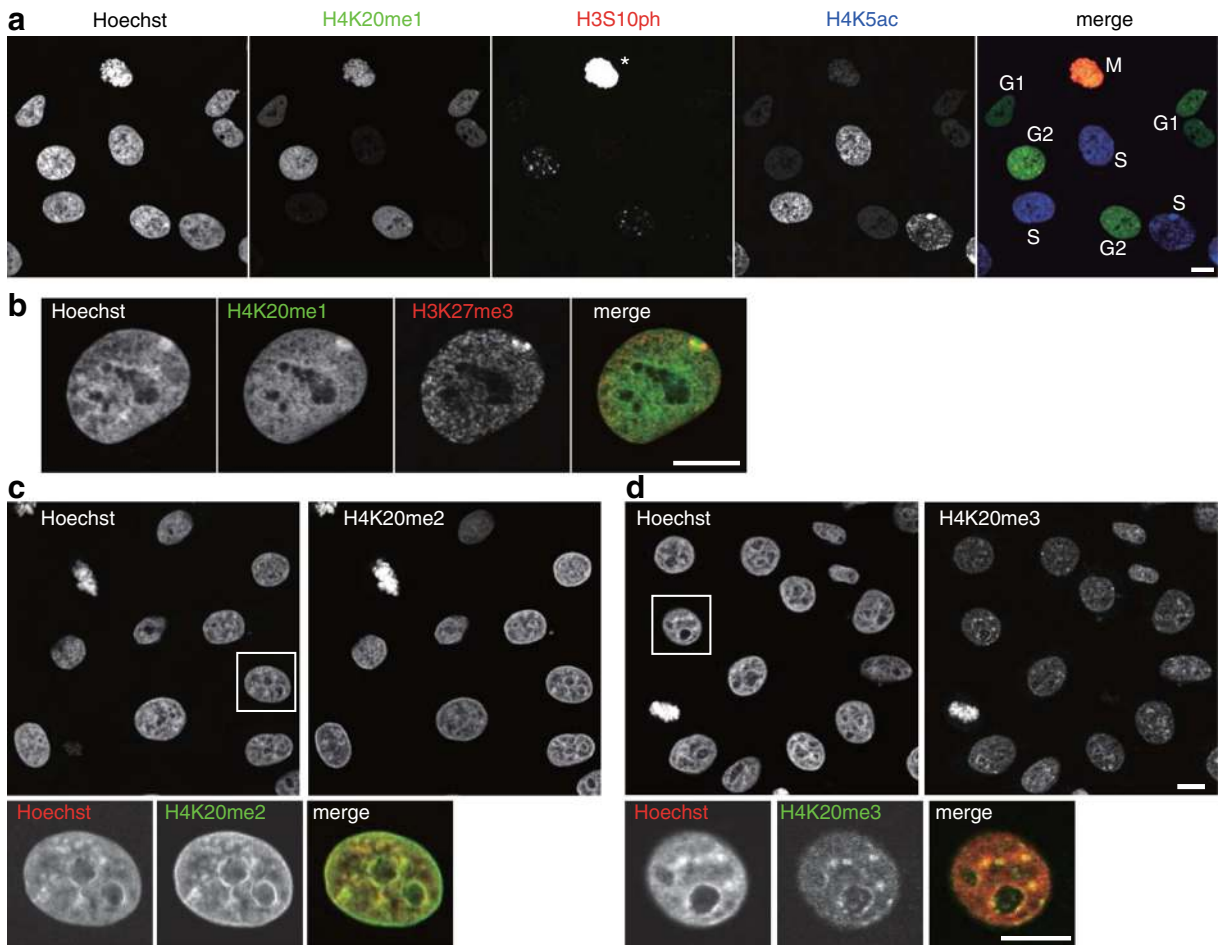 a
Hoechst H4K20me1 H3S10ph H4K5ac merge
*
M
G1
G1
G2
S
S
S
G2
b
Hoechst H4K20me1 H3K27me3 merge
c
Hoechst H4K20me2
Hoechst H4K20me2 merge
d
Hoechst H4K20me3
Hoechst H4K20me3 merge